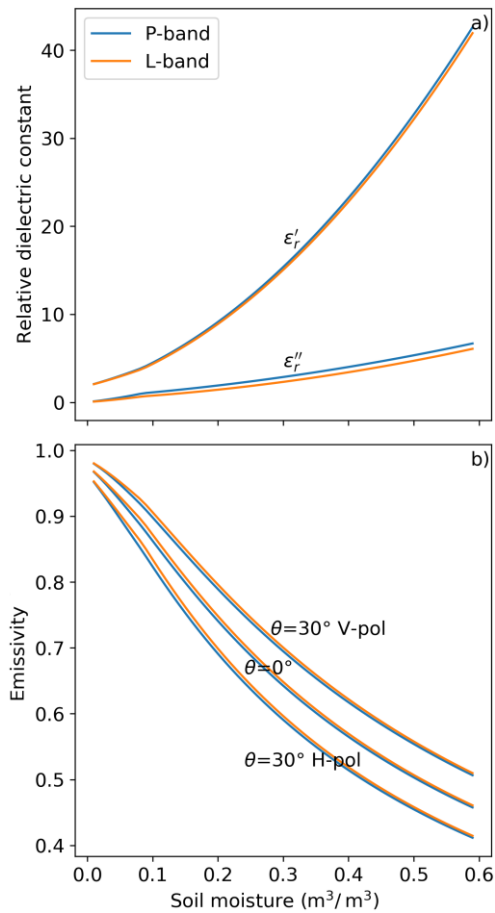 a)
P-band
L-band
40
30
20
10
0
Relative dielectric constant
ε′r
ε″r
b)
1.0
0.9
0.8
0.7
0.6
0.5
0.4
Emissivity
θ=30° V-pol
θ=0°
θ=30° H-pol
0.0 0.1 0.2 0.3 0.4 0.5 0.6
Soil moisture (m³/m³)